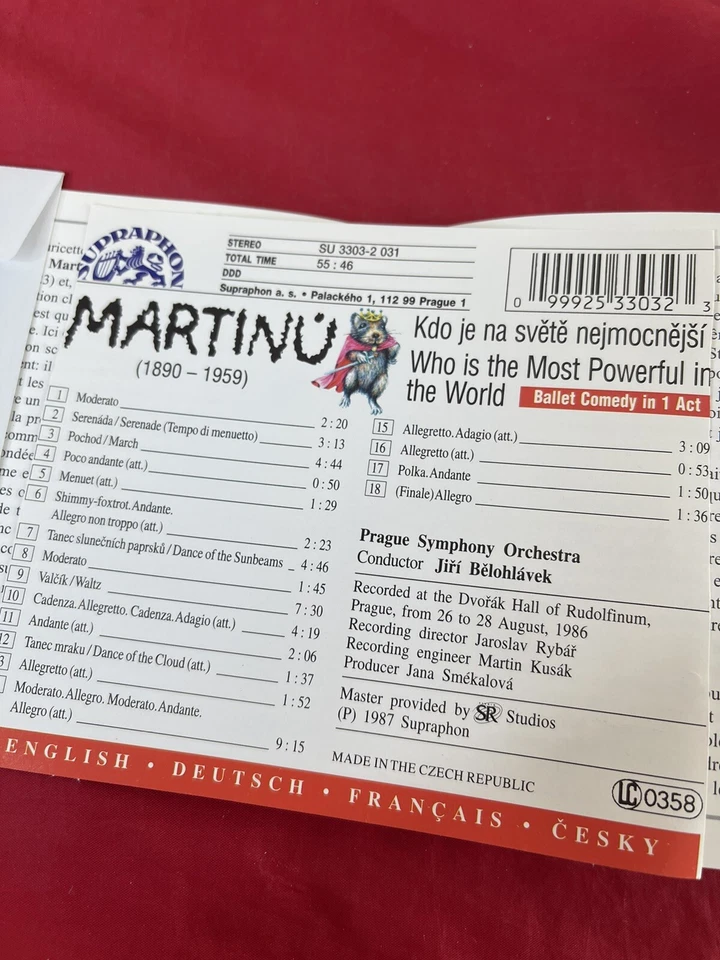 SUPRAPHON
STEREO SU 3303-2 031
TOTAL TIME 55 : 46
DDD
Supraphon a. s. • Palackého 1, 112 99 Prague 1
0 99925 33032 3
MARTINŮ
(1890 – 1959)
Kdo je na světě nejmocnější
Who is the Most Powerful in
the World Ballet Comedy in 1 Act
1 Moderato 2 : 20
2 Serenáda / Serenade (Tempo di menuetto) 3 : 13
3 Pochod / March 4 : 44
4 Poco andante (att.) 0 : 50
5 Menuet (att.) 1 : 29
6 Shimmy-foxtrot. Andante.
Allegro non troppo (att.) 2 : 23
7 Tanec slunečních paprsků / Dance of the Sunbeams 4 : 46
8 Moderato 1 : 45
9 Valčík / Waltz 7 : 30
10 Cadenza. Allegretto. Cadenza. Adagio (att.) 4 : 19
11 Andante (att.) 2 : 06
12 Tanec mraku / Dance of the Cloud (att.) 1 : 37
3 Allegretto (att.) 1 : 52
Moderato. Allegro. Moderato. Andante.
Allegro (att.) 9 : 15
15 Allegretto. Adagio (att.) 3 : 09
16 Allegretto (att.) 0 : 53
17 Polka. Andante 1 : 50
18 (Finale) Allegro 1 : 36
Prague Symphony Orchestra
Conductor Jiří Bělohlávek
Recorded at the Dvořák Hall of Rudolfinum,
Prague, from 26 to 28 August, 1986
Recording director Jaroslav Rybář
Recording engineer Martin Kusák
Producer Jana Smékalová
Master provided by SR Studios
(P) 1987 Supraphon
MADE IN THE CZECH REPUBLIC
LC 0358
ENGLISH • DEUTSCH • FRANÇAIS • ČESKY